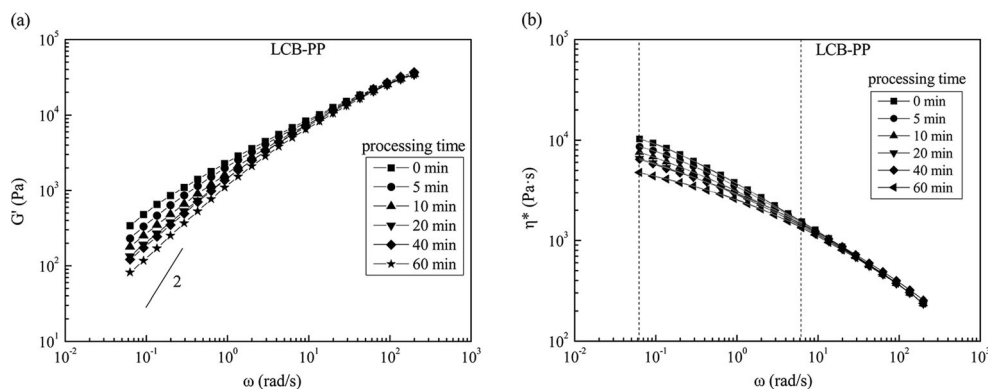 (a)
LCB-PP
G' (Pa)
10^5
10^4
10^3
10^2
10^1
processing time
0 min
5 min
10 min
20 min
40 min
60 min
2
10^-2
10^-1
10^0
10^1
10^2
10^3
ω (rad/s)
(b)
LCB-PP
η* (Pa·s)
10^5
10^4
10^3
10^2
processing time
0 min
5 min
10 min
20 min
40 min
60 min
10^-2
10^-1
10^0
10^1
10^2
10^3
ω (rad/s)